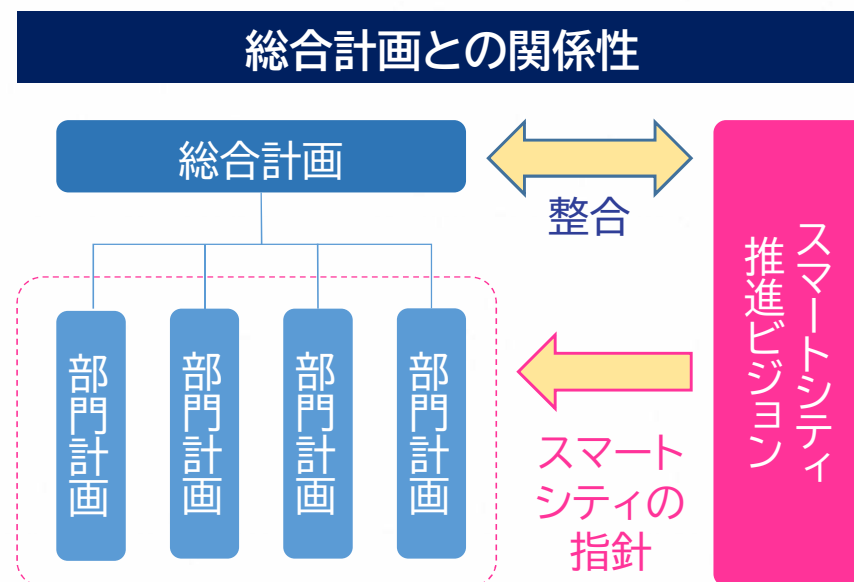 総合計画との関係性
総合計画
整合
部門計画
部門計画
部門計画
部門計画
スマート
シティの
指針
スマートシティ
推進ビジョン